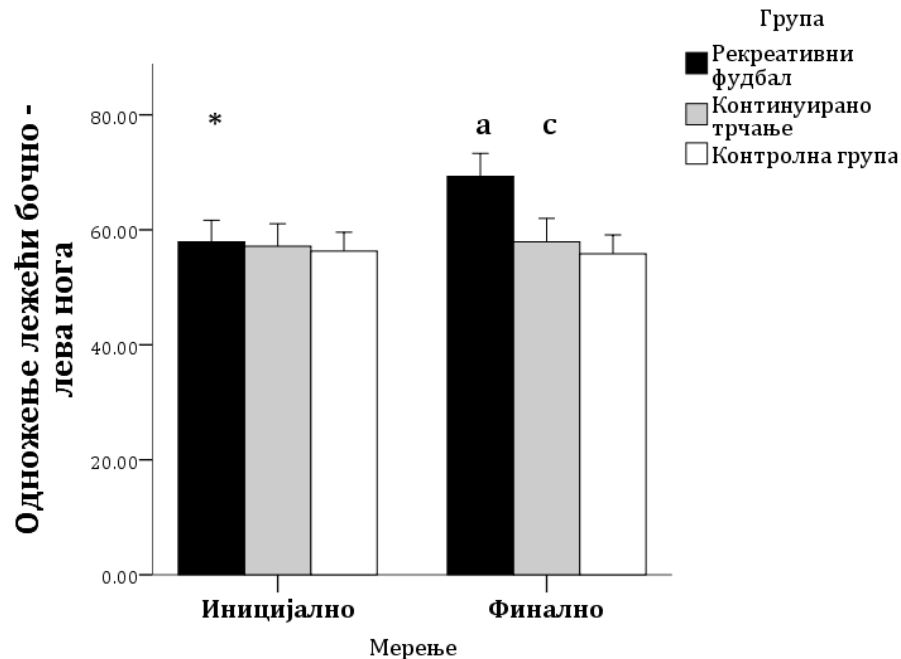 Група
Рекреативни
фудбал
Континуирано
трчање
Контролна група
Одножење лежећи бочно -
лева нога
80.00
60.00
40.00
20.00
0.00
*
a c
Иницијално Финално
Мерење